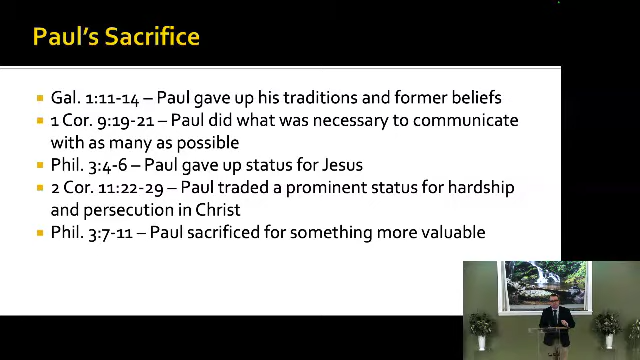 Paul's Sacrifice
▪ Gal. 1:11-14 – Paul gave up his traditions and former beliefs
▪ 1 Cor. 9:19-21 – Paul did what was necessary to communicate
with as many as possible
▪ Phil. 3:4-6 – Paul gave up status for Jesus
▪ 2 Cor. 11:22-29 – Paul traded a prominent status for hardship
and persecution in Christ
▪ Phil. 3:7-11 – Paul sacrificed for something more valuable